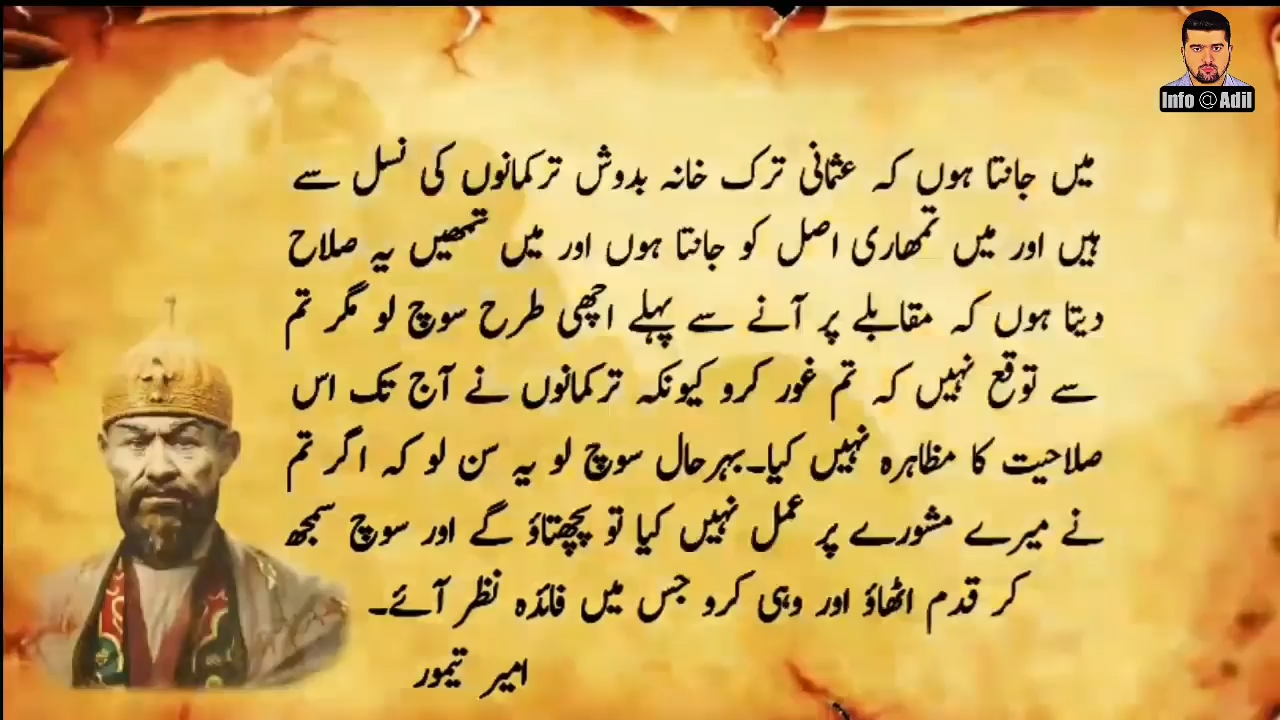 Info @ Adil
میں جانتا ہوں کہ عثمانی ترک خانہ بدوش ترکمانوں کی نسل سے
ہیں اور میں تمھاری اصل کو جانتا ہوں اور میں تمھیں یہ صلاح
دیتا ہوں کہ مقابلے پر آنے سے پہلے اچھی طرح سوچ لو مگر تم
سے توقع نہیں کہ تم غور کرو کیونکہ ترکمانوں نے آج تک اس
صلاحیت کا مظاہرہ نہیں کیا۔بہرحال سوچ لو یہ سن لو کہ اگر تم
نے میرے مشورے پر عمل نہیں کیا تو پچھتاؤ گے اور سوچ سمجھ
کر قدم اٹھاؤ اور وہی کرو جس میں فائدہ نظر آئے۔
امیر تیمور